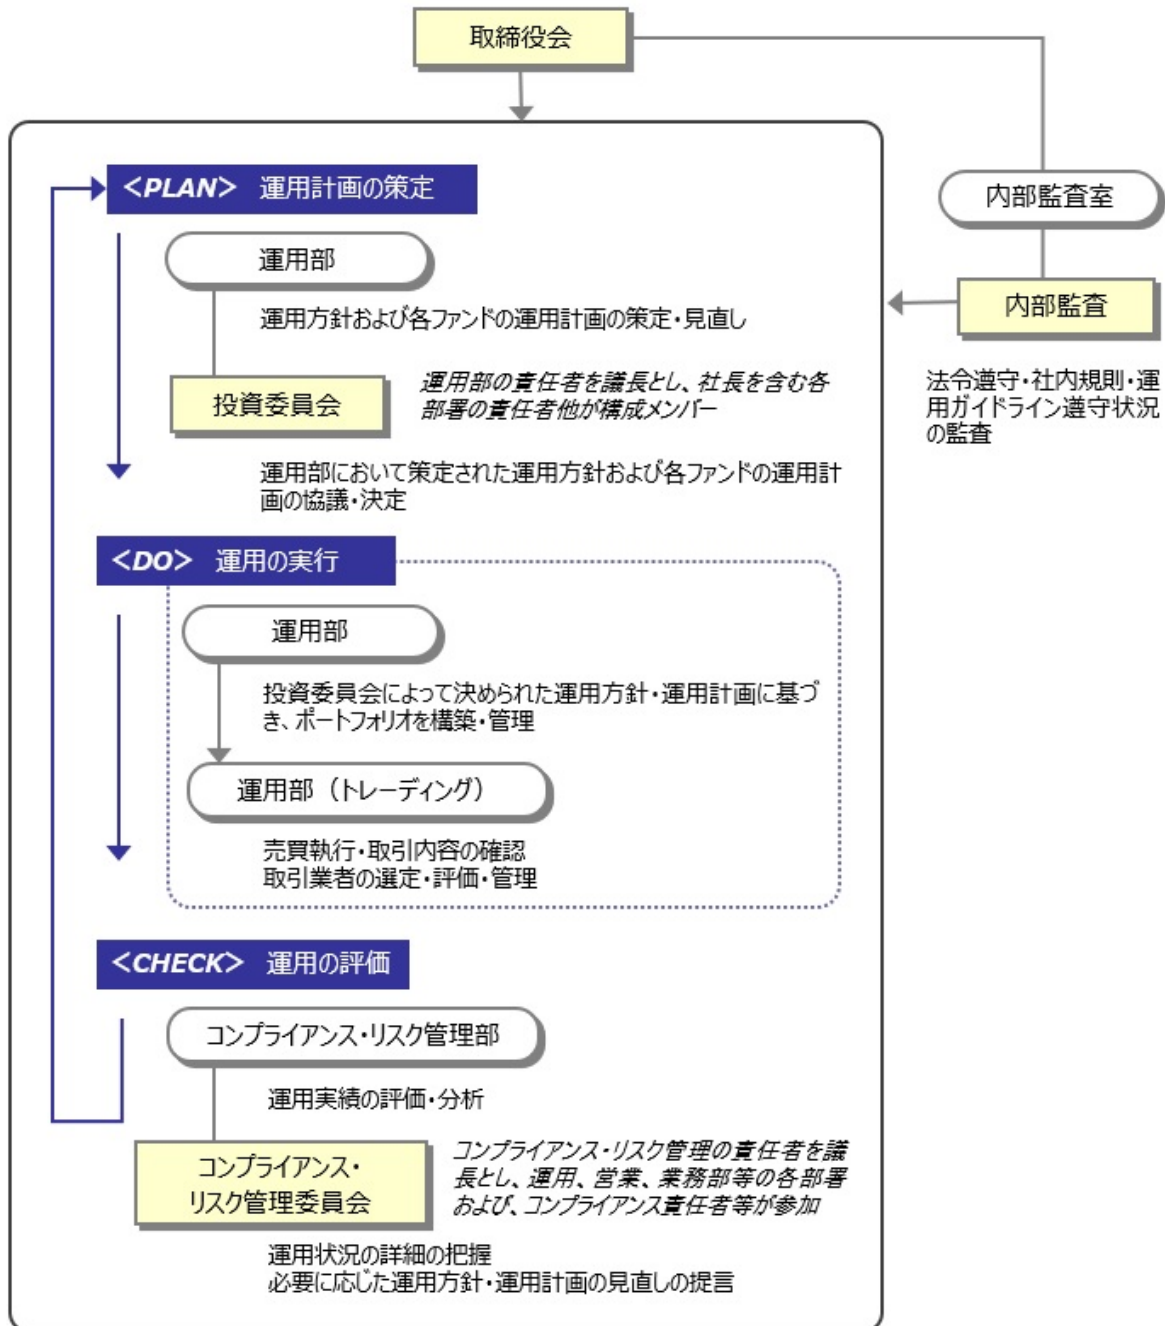 取締役会
<PLAN> 運用計画の策定
運用部
運用方針および各ファンドの運用計画の策定・見直し
投資委員会
運用部の責任者を議長とし、社長を含む各
部署の責任者他が構成メンバー
運用部において策定された運用方針および各ファンドの運用計
画の協議・決定
<DO> 運用の実行
運用部
投資委員会によって決められた運用方針・運用計画に基づ
き、ポートフォリオを構築・管理
運用部（トレーディング）
売買執行・取引内容の確認
取引業者の選定・評価・管理
<CHECK> 運用の評価
コンプライアンス・リスク管理部
運用実績の評価・分析
コンプライアンス・
リスク管理委員会
コンプライアンス・リスク管理の責任者を議
長とし、運用、営業、業務部等の各部署
および、コンプライアンス責任者等が参加
運用状況の詳細の把握
必要に応じた運用方針・運用計画の見直しの提言
内部監査室
内部監査
法令遵守・社内規則・運
用ガイドライン遵守状況
の監査